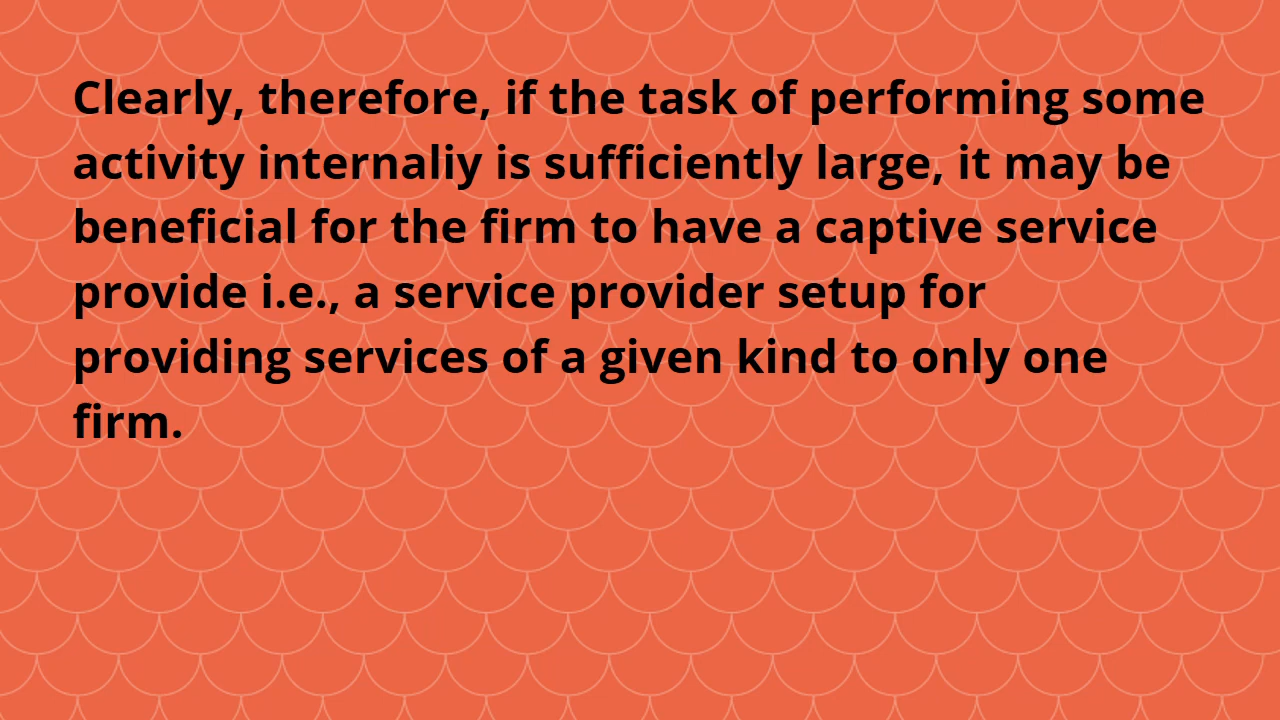 Clearly, therefore, if the task of performing some
activity internaliy is sufficiently large, it may be
beneficial for the firm to have a captive service
provide i.e., a service provider setup for
providing services of a given kind to only one
firm.